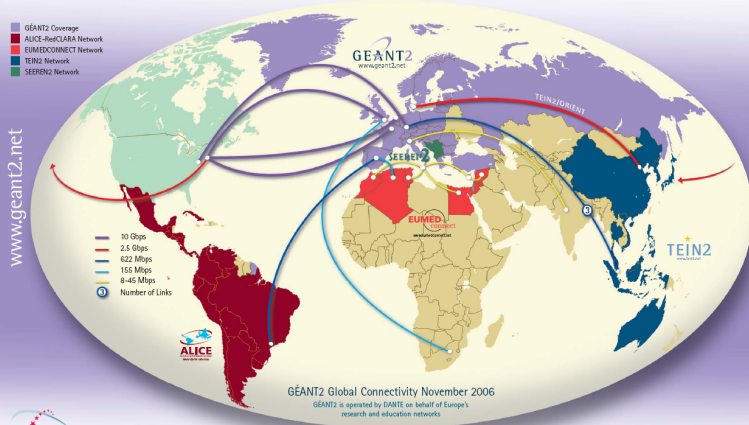 GÉANT2 Coverage
ALICE-RedCLARA Network
EUMEDCONNECT Network
TEIN2 Network
SEEREN2 Network
GEANT2
www.geant2.net
TEIN2/ORIENT
www.geant2.net
SEEREN2
EUMED
connect
3
TEIN2
10 Gbps
2.5 Gbps
622 Mbps
155 Mbps
8-45 Mbps
3 Number of Links
ALICE
GÉANT2 Global Connectivity November 2006
GÉANT2 is operated by DANTE on behalf of Europe's
research and education networks